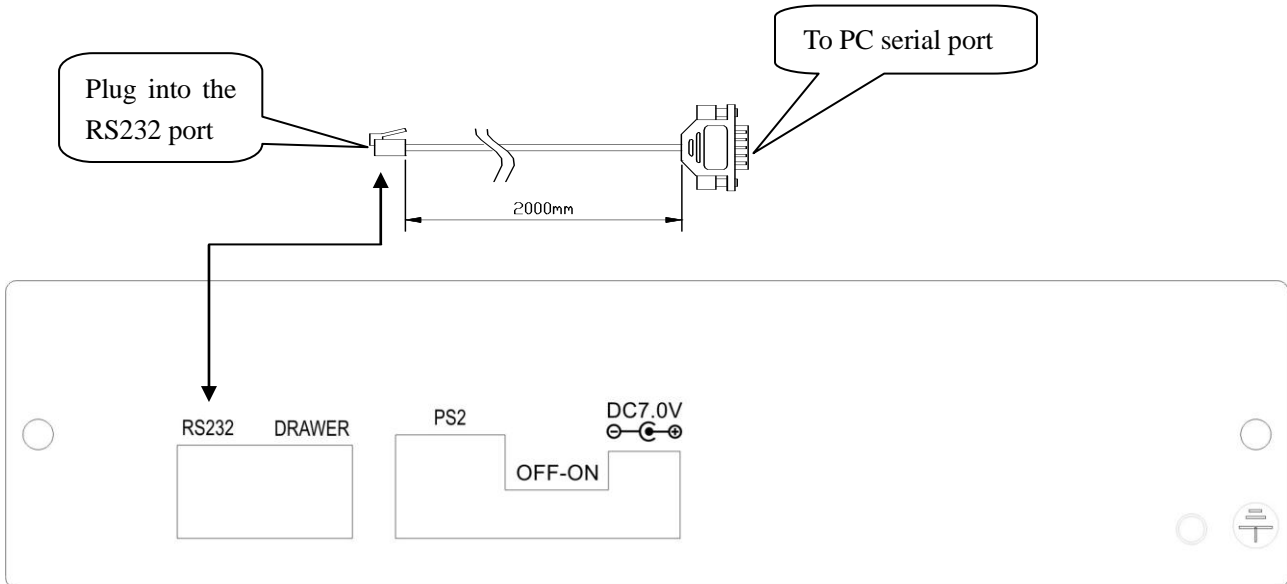 To PC serial port
Plug into the
RS232 port
2000mm
RS232
DRAWER
PS2
DC7.0V
OFF-ON